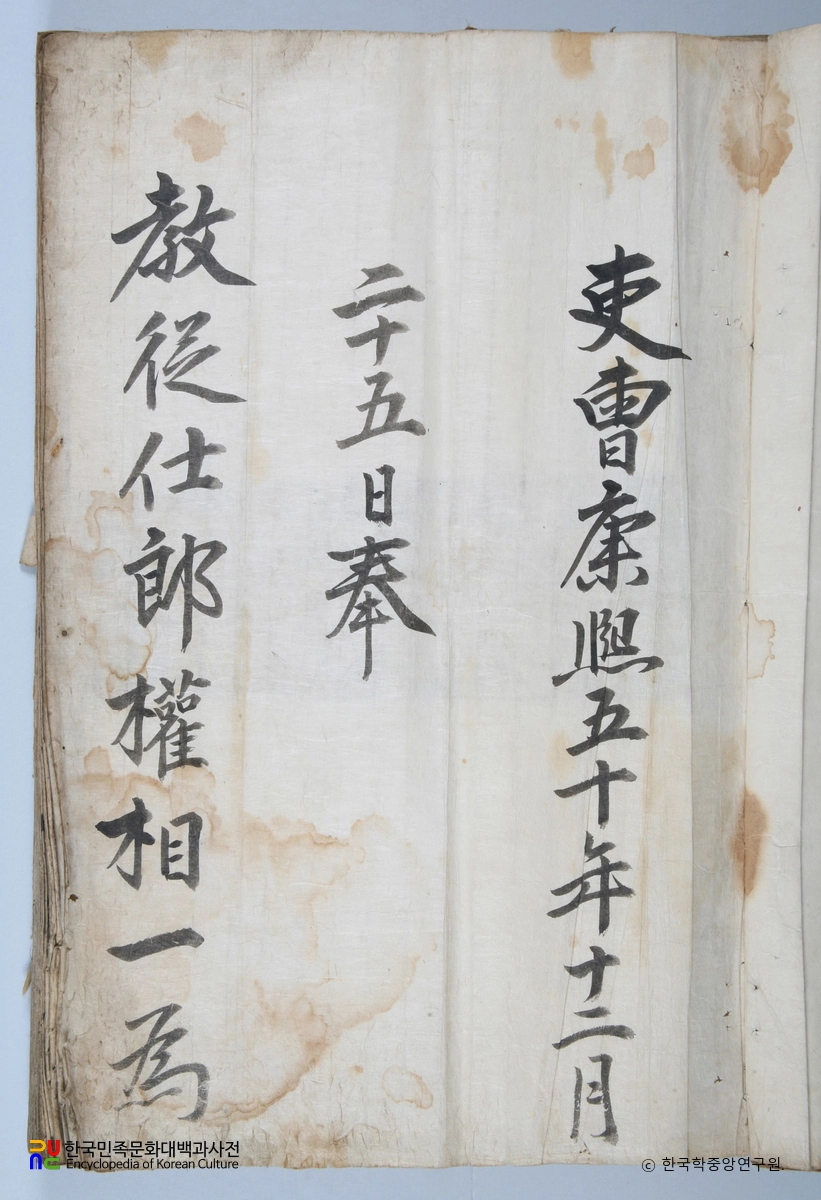 吏曺康熙五十年十二月
二十五日奉
教從仕郎權相一爲
한국민족문화대백과사전
Encyclopedia of Korean Culture
© 한국학중앙연구원